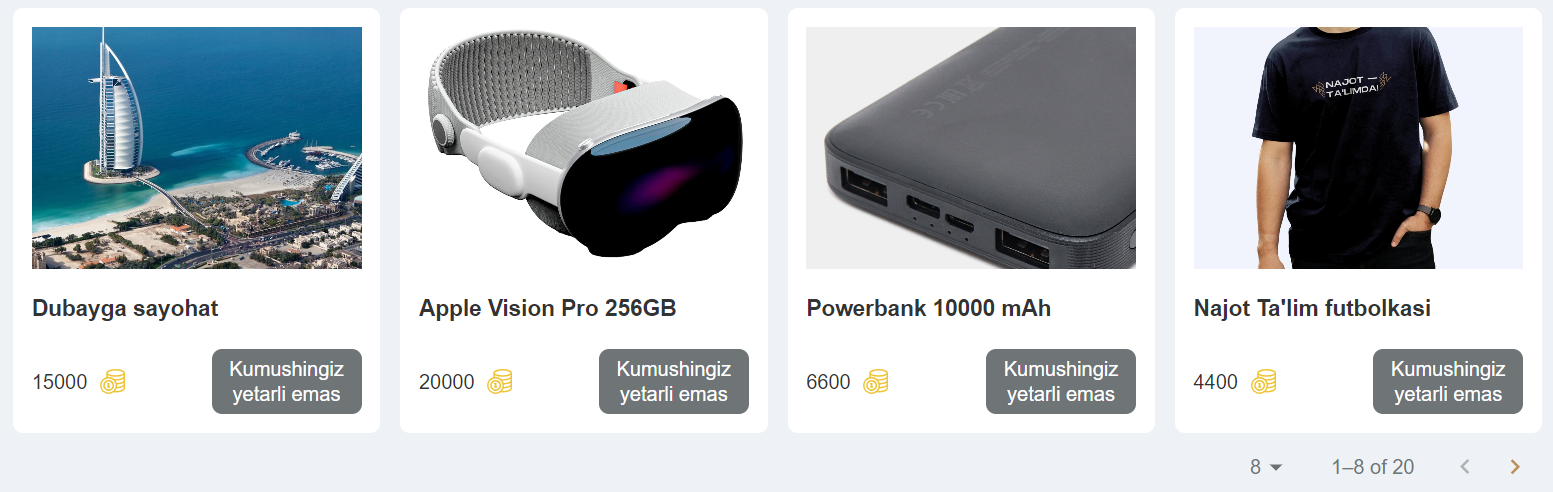 NAJOT —
TA'LIMDA!
Dubayga sayohat
Apple Vision Pro 256GB
Powerbank 10000 mAh
Najot Ta'lim futbolkasi
15000
Kumushingiz
yetarli emas
20000
Kumushingiz
yetarli emas
6600
Kumushingiz
yetarli emas
4400
Kumushingiz
yetarli emas
8
1–8 of 20